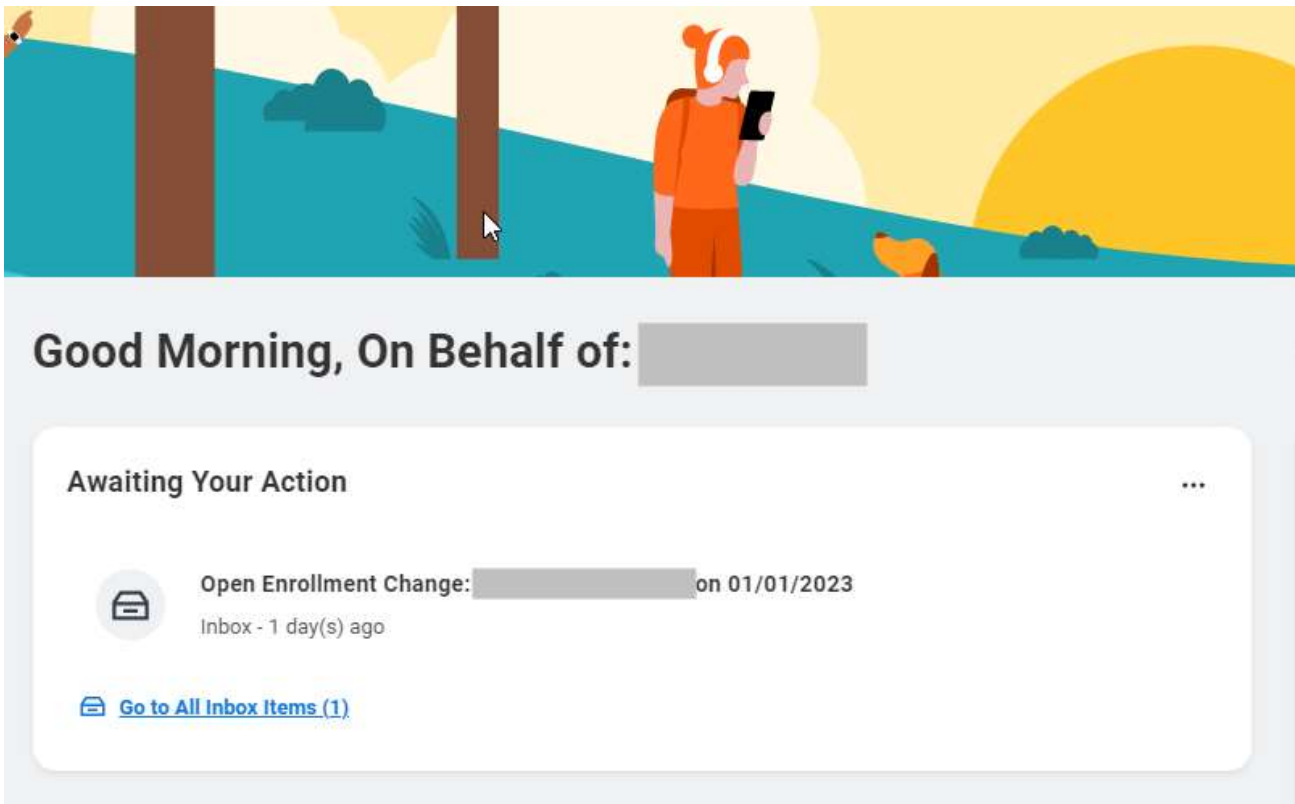 Good Morning, On Behalf of:
Awaiting Your Action
Open Enrollment Change: on 01/01/2023
Inbox - 1 day(s) ago
Go to All Inbox Items (1)